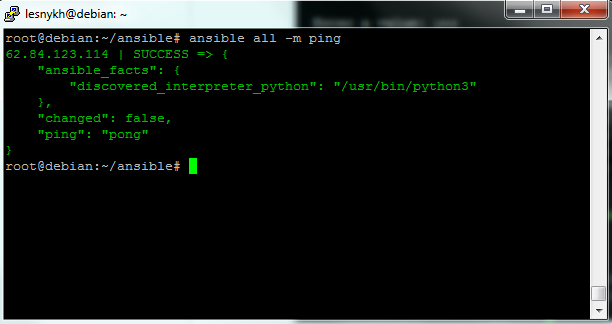 lesnykh@debian: ~
root@debian:~/ansible# ansible all -m ping
62.84.123.114 | SUCCESS => {
    "ansible_facts": {
        "discovered_interpreter_python": "/usr/bin/python3"
    },
    "changed": false,
    "ping": "pong"
}
root@debian:~/ansible#